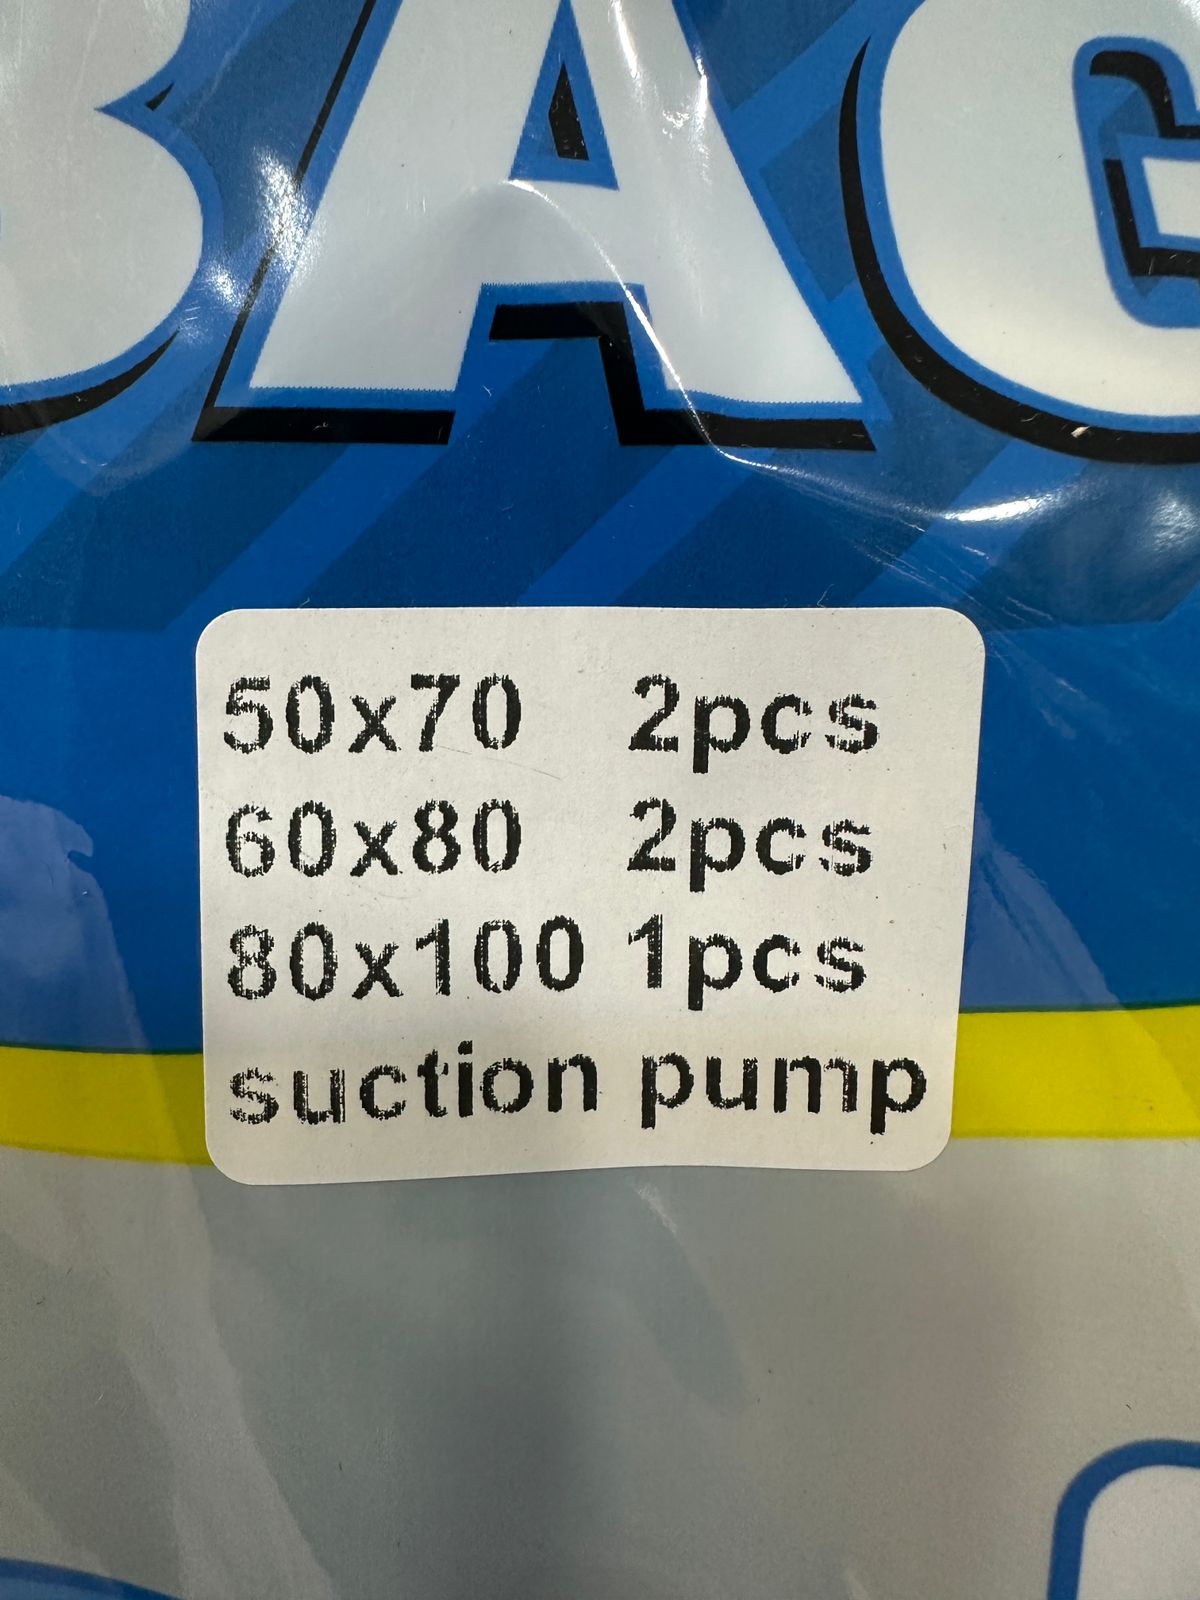 BAG
50x70 2pcs
60x80 2pcs
80x100 1pcs
suction pump